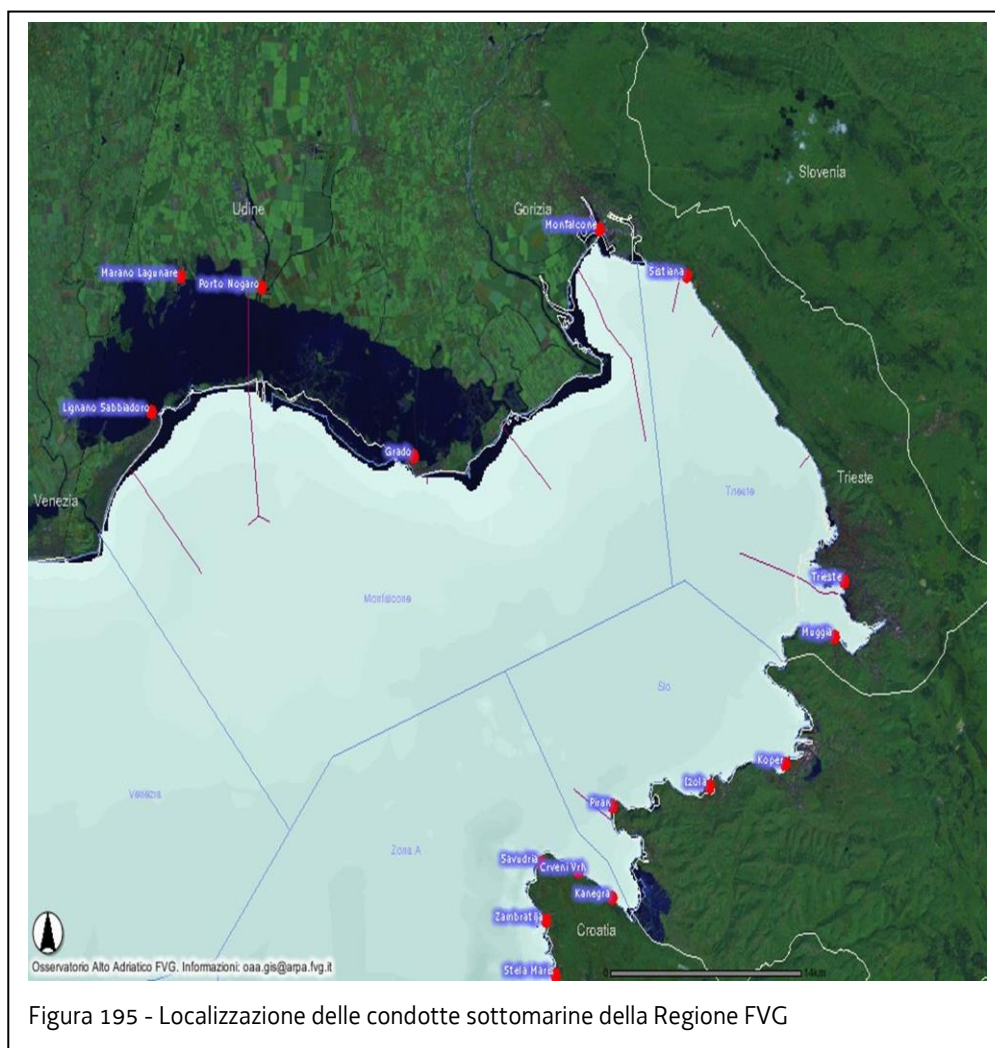 Slovenia
Udine
Gorizia
Monfalcone
Marano Lagunare
Porto Nogaro
Sistiana
Lignano Sabbiadoro
Grado
Venezia
Trieste
Trieste
Trieste
Monfalcone
Muggia
Slo
Koper
Izola
Piran
Venezia
Zona A
Savudria
Crveni Vrh
Kanegra
Zambratija
Croatia
Stela Maris
0 14km
Osservatorio Alto Adriatico FVG. Informazioni: oaa.gis@arpa.fvg.it
Figura 195 - Localizzazione delle condotte sottomarine della Regione FVG